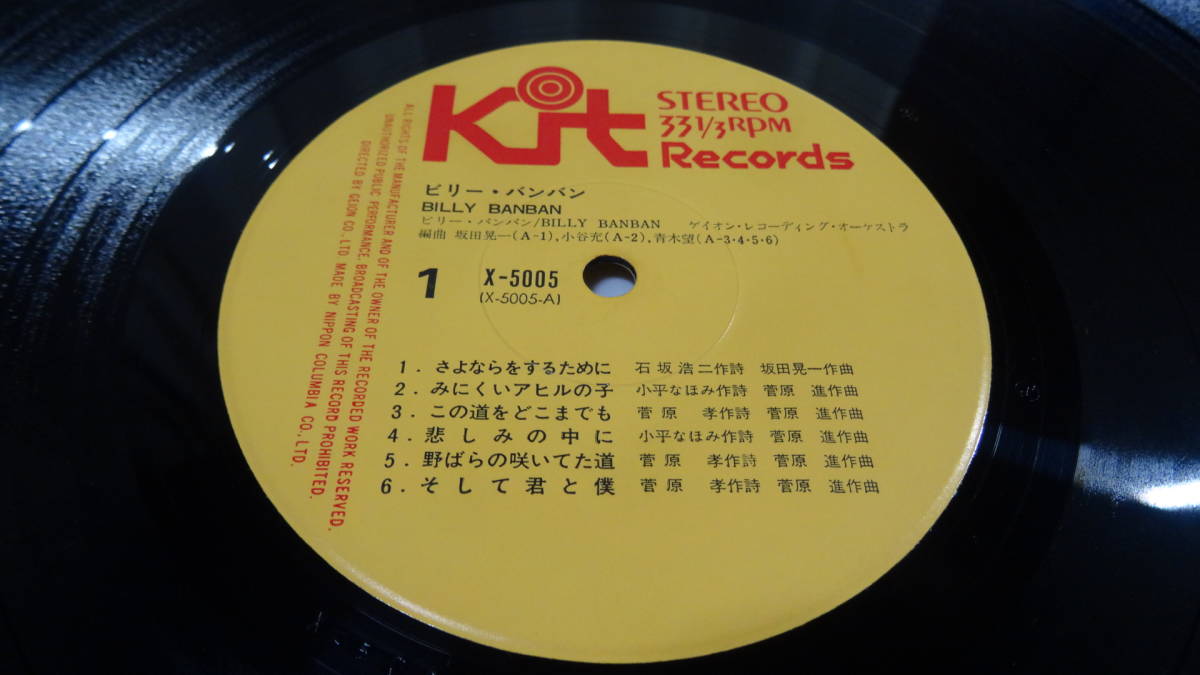 Kit
STEREO
33 1/3 RPM
Records
ビリー・バンバン
BILLY BANBAN
ビリー・バンバン/BILLY BANBAN ゲイオン・レコーディング・オーケストラ
編曲 坂田晃一(A-1),小谷充(A-2),青木望(A-3・4・5・6)
1
X-5005
(X-5005-A)
1. さよならをするために 石坂浩二作詩 坂田晃一作曲
2. みにくいアヒルの子 小平なほみ作詩 菅原 進作曲
3. この道をどこまでも 菅原 孝作詩 菅原 進作曲
4. 悲しみの中に 小平なほみ作詩 菅原 進作曲
5. 野ばらの咲いてた道 菅原 孝作詩 菅原 進作曲
6. そして君と僕 菅原 孝作詩 菅原 進作曲
ALL RIGHTS OF THE MANUFACTURER AND OF THE OWNER OF THE RECORDED WORK RESERVED.
UNAUTHORIZED PUBLIC PERFORMANCE, BROADCASTING OF THIS RECORD PROHIBITED.
DIRECTED BY GEION CO., LTD. MADE BY NIPPON COLUMBIA CO., LTD.